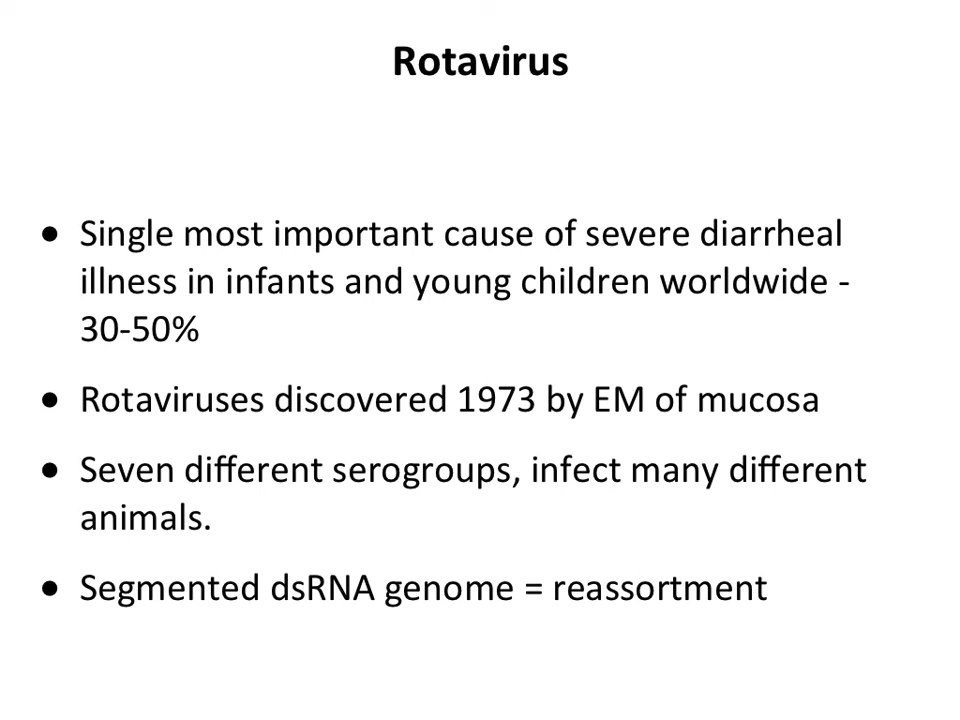 Rotavirus
● Single most important cause of severe diarrheal
illness in infants and young children worldwide -
30-50%
● Rotaviruses discovered 1973 by EM of mucosa
● Seven different serogroups, infect many different
animals.
● Segmented dsRNA genome = reassortment